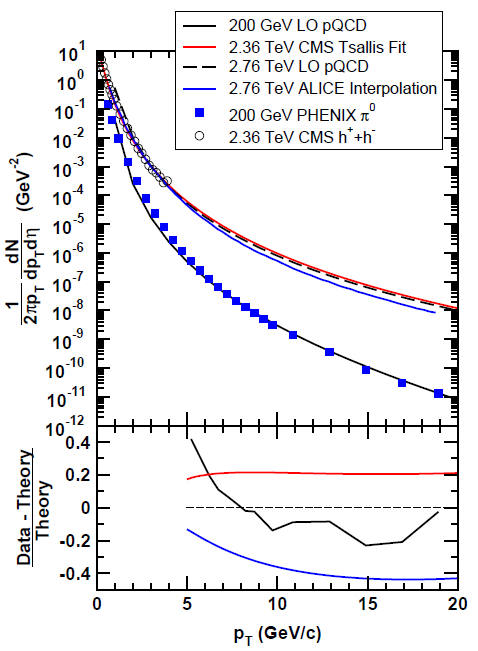 200 GeV LO pQCD
2.36 TeV CMS Tsallis Fit
2.76 TeV LO pQCD
2.76 TeV ALICE Interpolation
200 GeV PHENIX π⁰
2.36 TeV CMS h⁺+h⁻
10¹
10⁰
10⁻¹
10⁻²
10⁻³
10⁻⁴
10⁻⁵
10⁻⁶
10⁻⁷
10⁻⁸
10⁻⁹
10⁻¹⁰
10⁻¹¹
10⁻¹²
1 dN
2πp_T dp_Tdη (GeV⁻²)
0.4
0.2
0
-0.2
-0.4
Data - Theory
Theory
0 5 10 15 20
p_T (GeV/c)